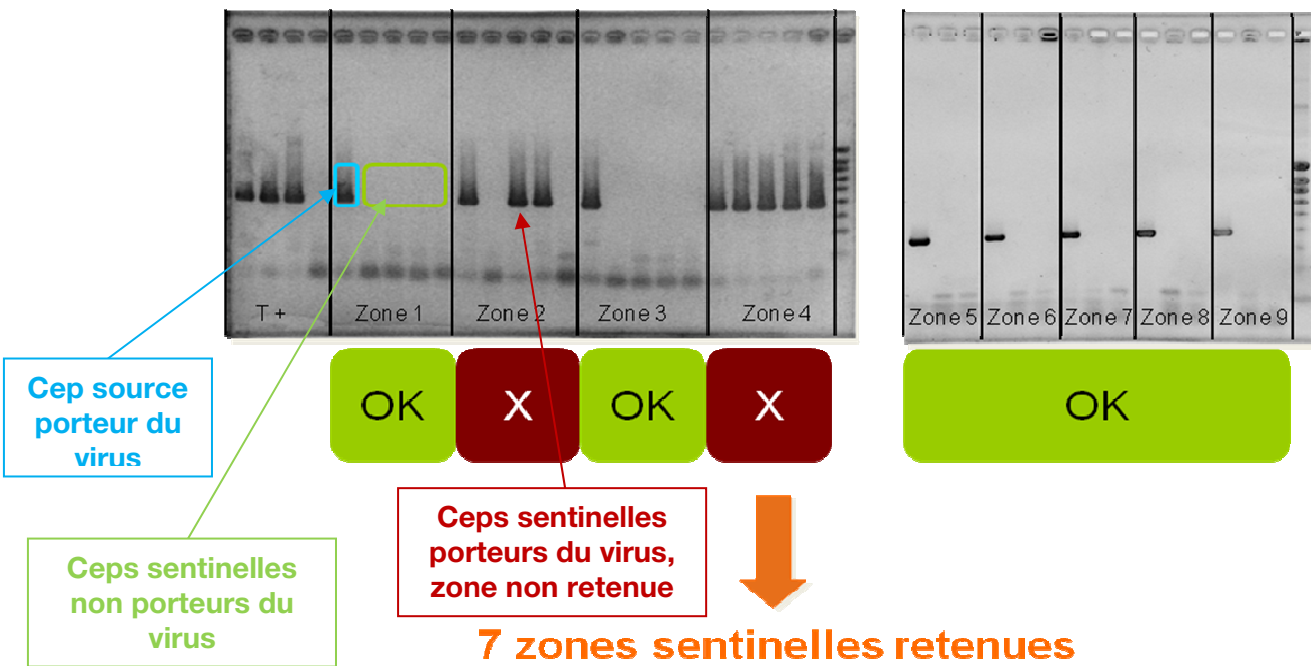 T +
Zone 1
Zone 2
Zone 3
Zone 4
Zone 5
Zone 6
Zone 7
Zone 8
Zone 9
OK
X
OK
X
OK
Cep source
porteur du
virus
Ceps sentinelles
non porteurs du
virus
Ceps sentinelles
porteurs du virus,
zone non retenue
7 zones sentinelles retenues